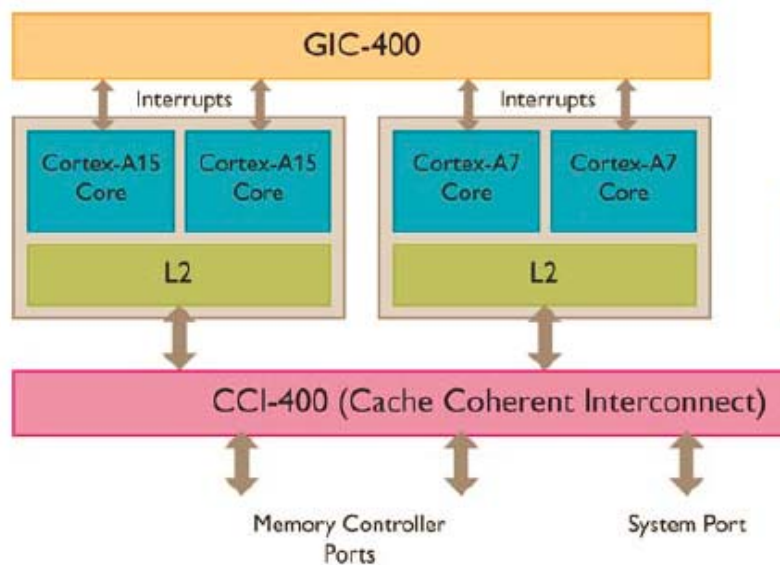 GIC-400
Interrupts
Interrupts
Cortex-A15
Core
Cortex-A15
Core
Cortex-A7
Core
Cortex-A7
Core
L2
L2
CCI-400 (Cache Coherent Interconnect)
Memory Controller
Ports
System Port